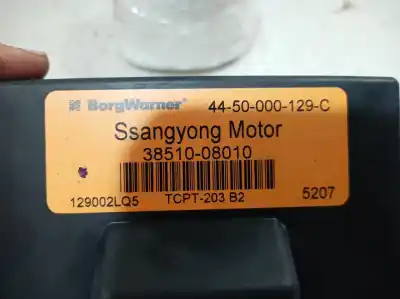 BorgWarner 44-50-000-129-C
Ssangyong Motor
38510-08010
129002LQ5 TCPT-203 B2 5207